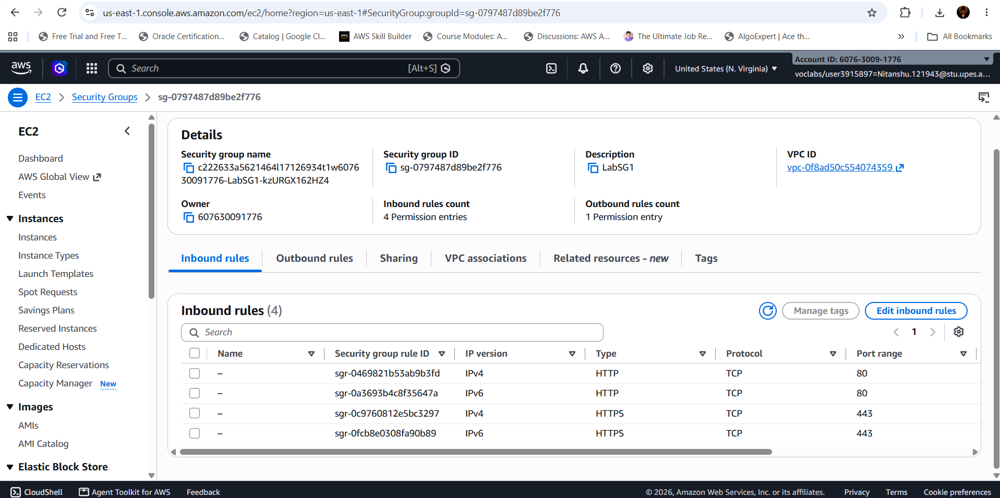 us-east-1.console.aws.amazon.com/ec2/home?region=us-east-1#SecurityGroup:groupId=sg-0797487d89be2f776
Free Trial and Free T... Oracle Certification... Catalog | Google Cl... aws AWS Skill Builder Course Modules: A... Discussions: AWS A... The Ultimate Job Re... AlgoExpert | Ace th... » All Bookmarks
aws Search [Alt+S] United States (N. Virginia) Account ID: 6076-3009-1776
voclabs/user3915897=Nitanshu.121943@stu.upes.a...
EC2 Security Groups sg-0797487d89be2f776
EC2
Dashboard
AWS Global View
Events
Instances
Instances
Instance Types
Launch Templates
Spot Requests
Savings Plans
Reserved Instances
Dedicated Hosts
Capacity Reservations
Capacity Manager New
Images
AMIs
AMI Catalog
Elastic Block Store
Details
Security group name
c222633a5621464l17126934t1w6076
30091776-LabSG1-kzURGX162HZ4
Security group ID
sg-0797487d89be2f776
Description
LabSG1
VPC ID
vpc-0f8ad50c554074359
Owner
607630091776
Inbound rules count
4 Permission entries
Outbound rules count
1 Permission entry
Inbound rules Outbound rules Sharing VPC associations Related resources - new Tags
Inbound rules (4) Manage tags Edit inbound rules
Search 1
Name Security group rule ID IP version Type Protocol Port range
– sgr-0469821b53ab9b3fd IPv4 HTTP TCP 80
– sgr-0a3693b4c8f35647a IPv6 HTTP TCP 80
– sgr-0c9760812e5bc3297 IPv4 HTTPS TCP 443
– sgr-0fcb8e0308fa90b89 IPv6 HTTPS TCP 443
CloudShell Agent Toolkit for AWS Feedback © 2026, Amazon Web Services, Inc. or its affiliates. Privacy Terms Cookie preferences